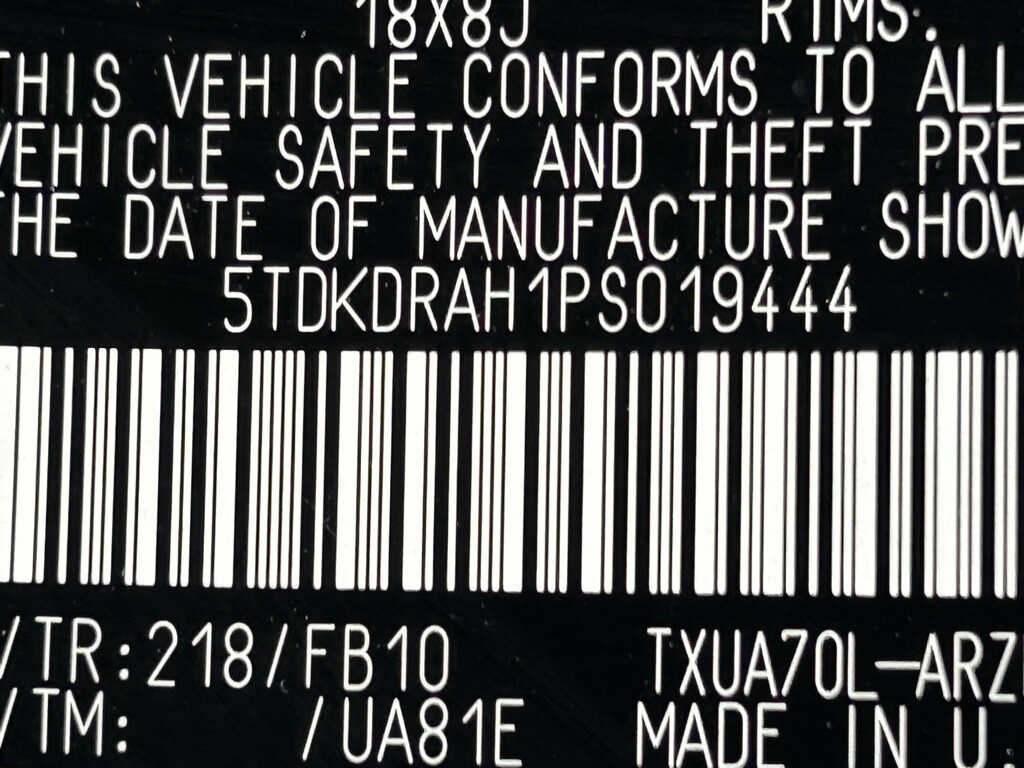 18X8J RIMS.
THIS VEHICLE CONFORMS TO ALL
VEHICLE SAFETY AND THEFT PRE
THE DATE OF MANUFACTURE SHOW
5TDKDRAH1PS019444
/TR:218/FB10 TXUA70L-ARZ
/TM: /UA81E MADE IN U.